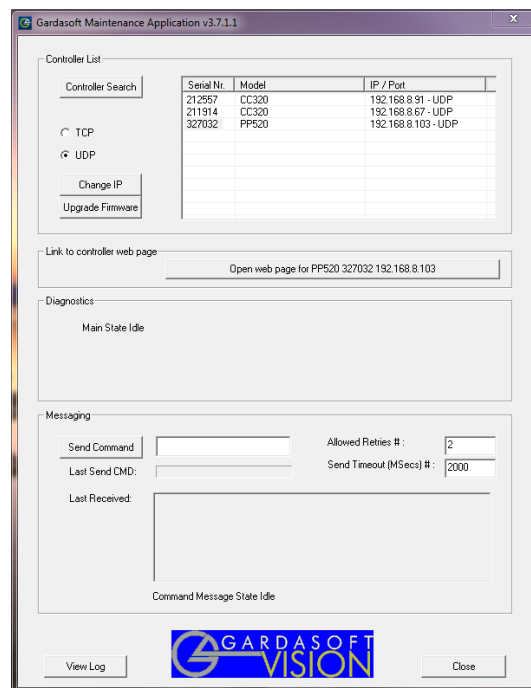 Gardasoft Maintenance Application v3.7.1.1
X
Controller List
Controller Search
Serial Nr. Model IP / Port
212557 CC320 192.168.8.91 - UDP
211914 CC320 192.168.8.67 - UDP
327032 PP520 192.168.8.103 - UDP
TCP
UDP
Change IP
Upgrade Firmware
Link to controller web page
Open web page for PP520 327032 192.168.8.103
Diagnostics
Main State Idle
Messaging
Send Command
Allowed Retries # : 2
Last Send CMD:
Send Timeout (MSecs) # : 2000
Last Received:
Command Message State Idle
GARDASOFT
VISION
View Log
Close